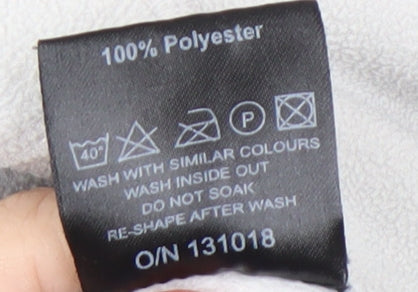 100% Polyester
40° P
WASH WITH SIMILAR COLOURS
WASH INSIDE OUT
DO NOT SOAK
RE-SHAPE AFTER WASH
O/N 131018